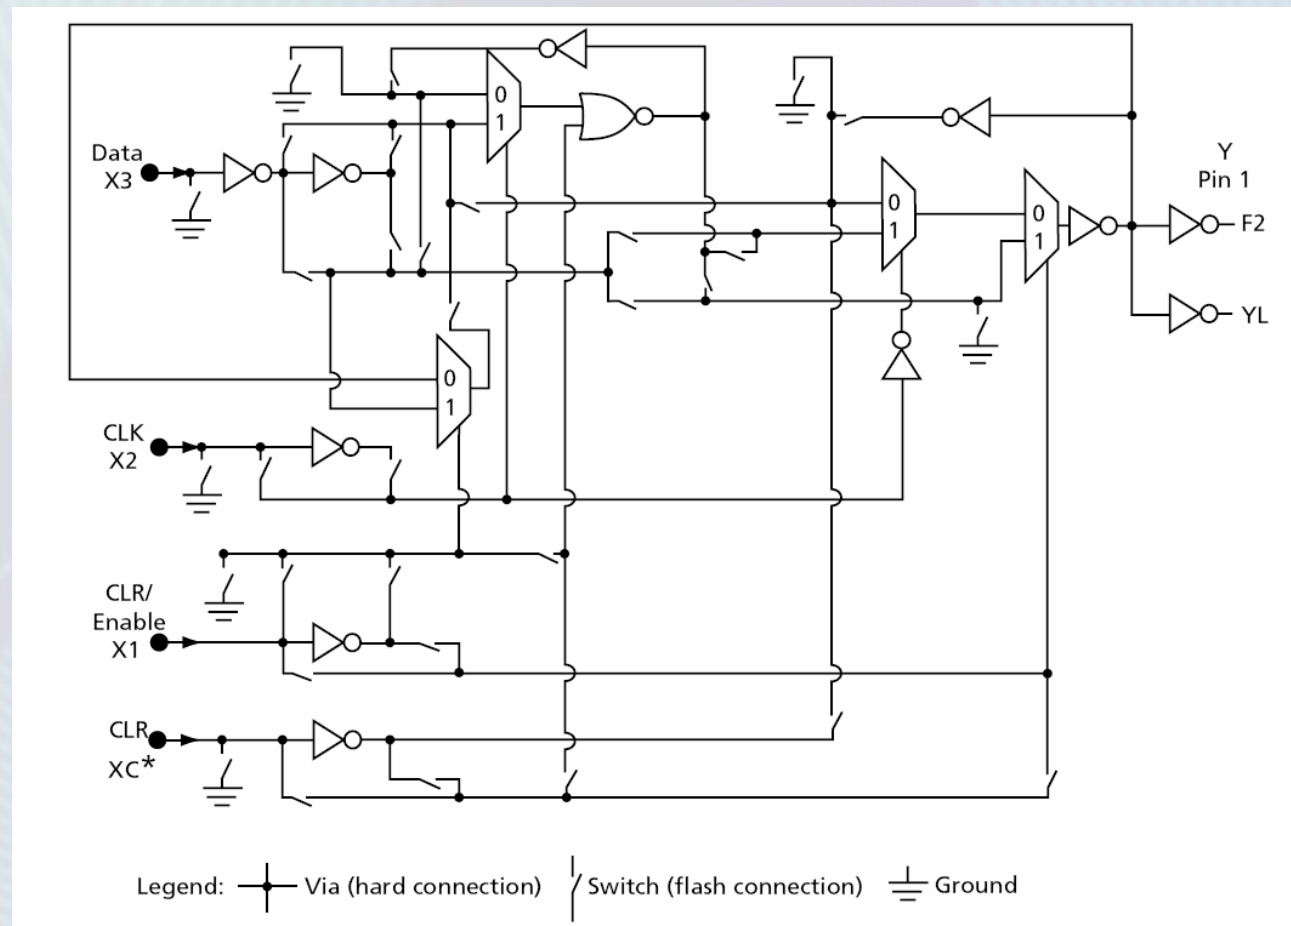 0
1
Data
X3
Y
Pin 1
0
1
0
1
F2
YL
0
1
CLK
X2
CLR/
Enable
X1
CLR
XC*
Legend: Via (hard connection) Switch (flash connection) Ground